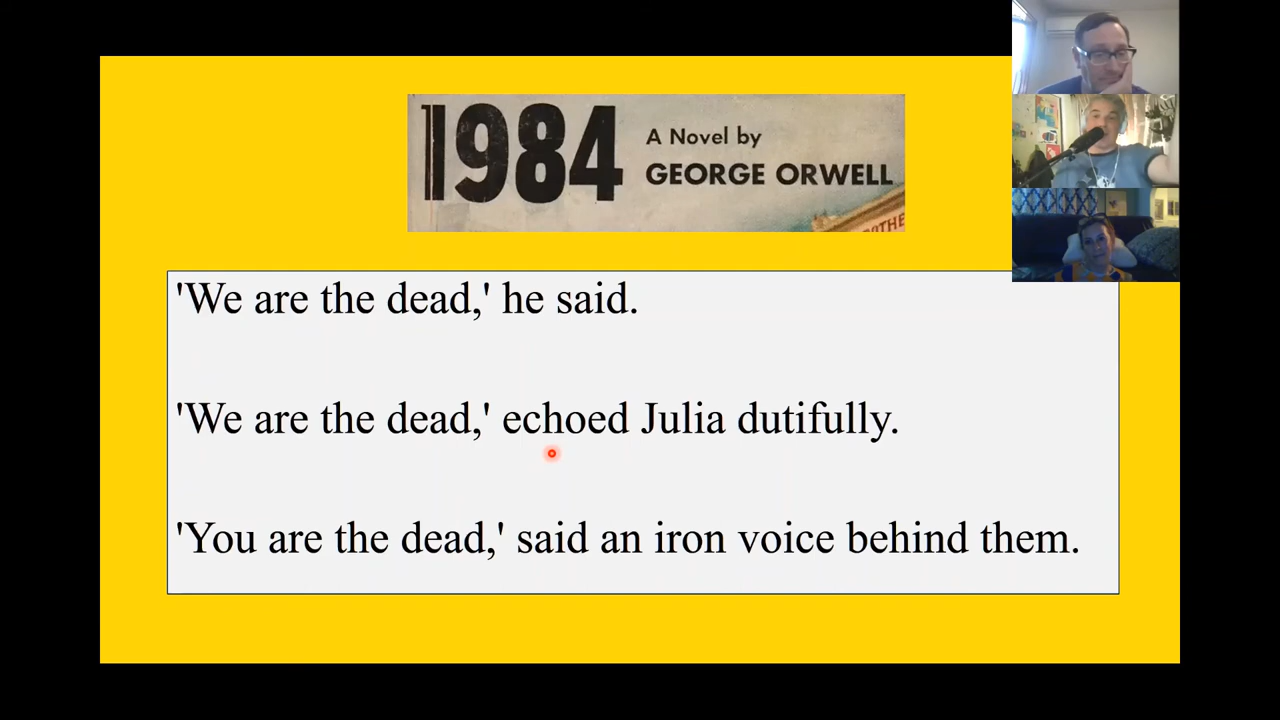 1984
A Novel by
GEORGE ORWELL
OTHE
'We are the dead,' he said.
'We are the dead,' echoed Julia dutifully.
'You are the dead,' said an iron voice behind them.